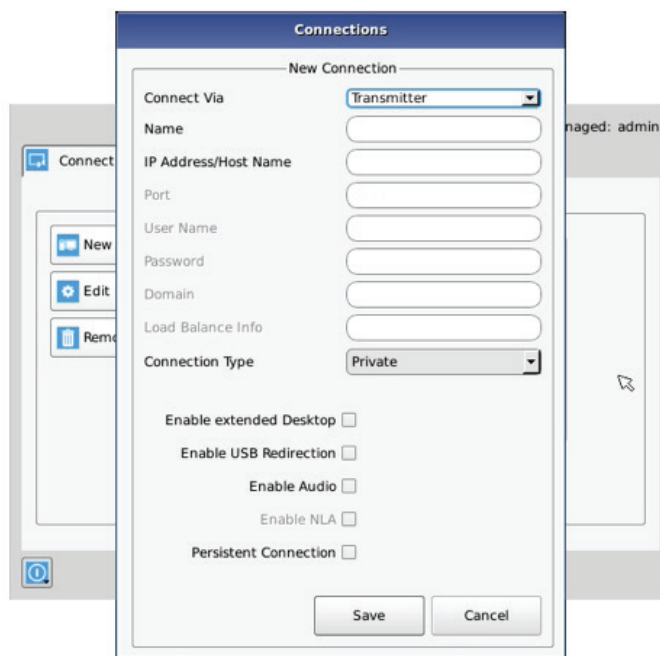 Connections
New Connection
Connect Via Transmitter
Name
IP Address/Host Name
Port
User Name
Password
Domain
Load Balance Info
Connection Type Private
Enable extended Desktop
Enable USB Redirection
Enable Audio
Enable NLA
Persistent Connection
Save Cancel
naged: admin
Connect
New
Edit
Remo